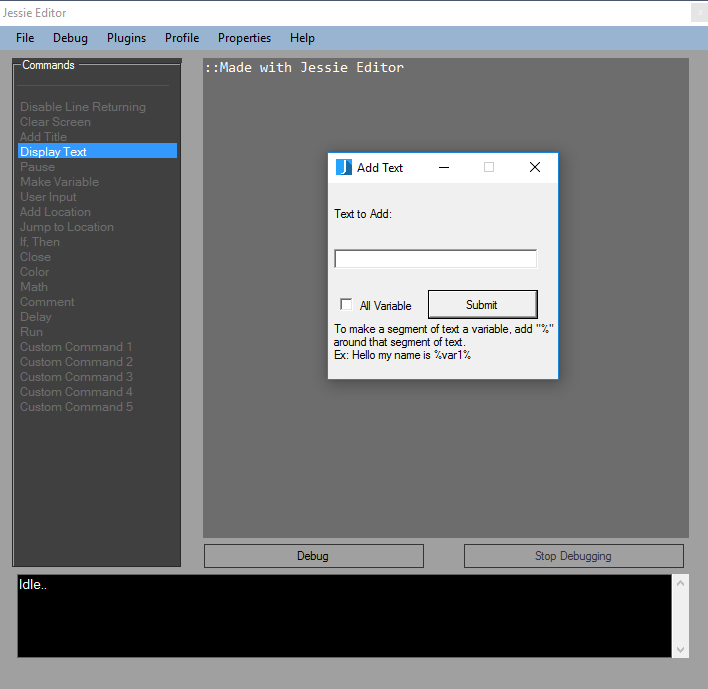 Jessie Editor
File Debug Plugins Profile Properties Help
Commands
Disable Line Returning
Clear Screen
Add Title
Display Text
Pause
Make Variable
User Input
Add Location
Jump to Location
If, Then
Close
Color
Math
Comment
Delay
Run
Custom Command 1
Custom Command 2
Custom Command 3
Custom Command 4
Custom Command 5
::Made with Jessie Editor
J Add Text
Text to Add:
All Variable
Submit
To make a segment of text a variable, add "%"
around that segment of text.
Ex: Hello my name is %var1%
Debug
Stop Debugging
Idle..